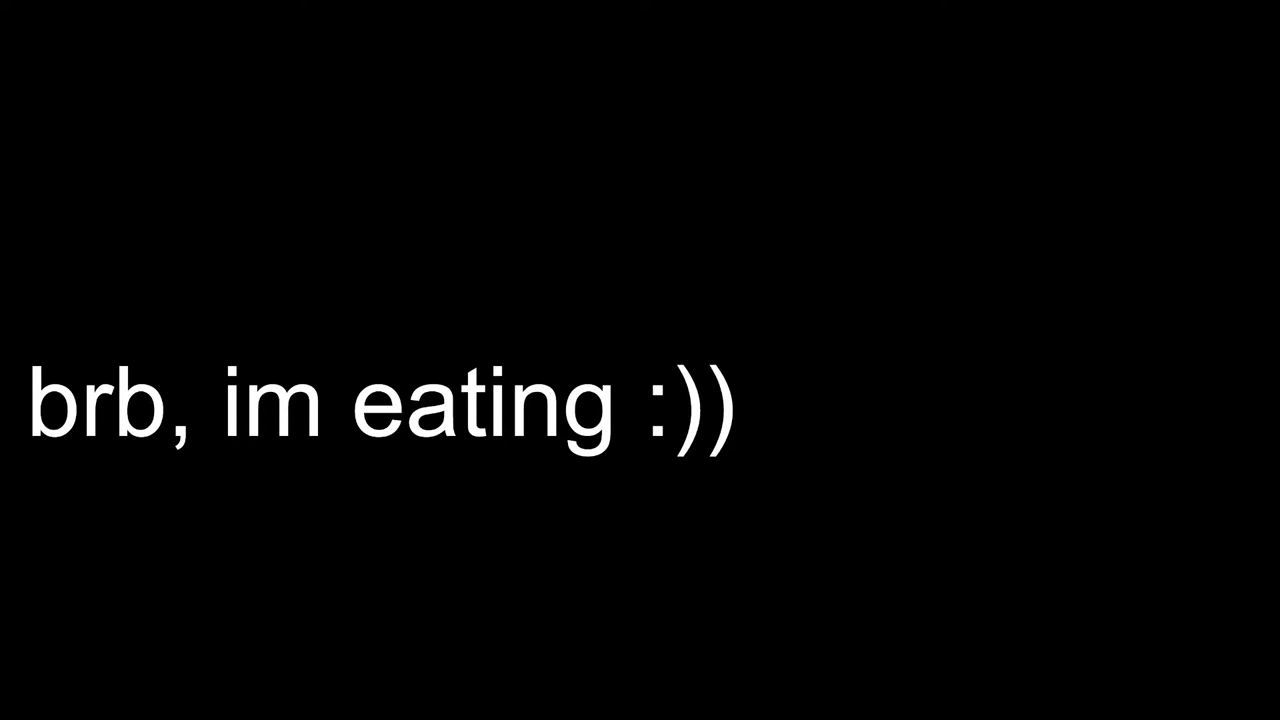 brb, im eating :))